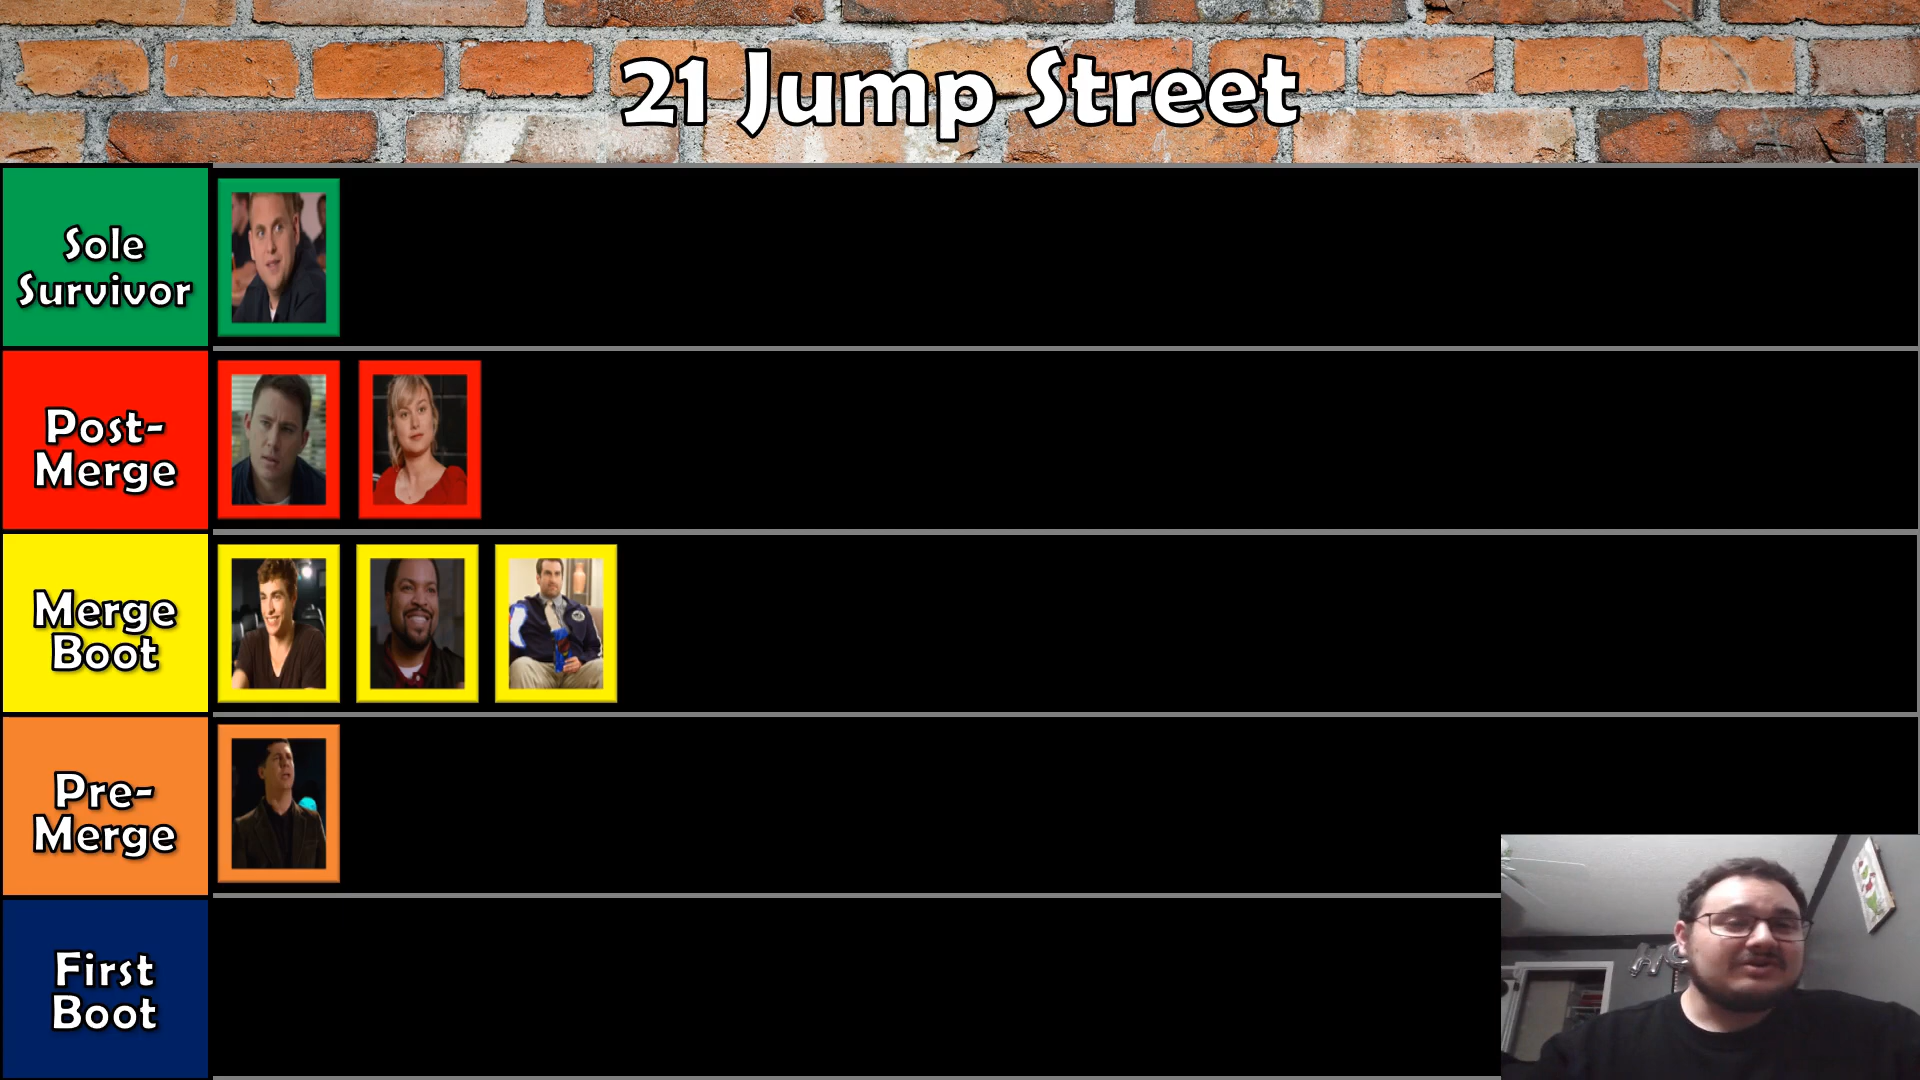 21 Jump Street
Sole
Survivor
Post-
Merge
Merge
Boot
Pre-
Merge
First
Boot